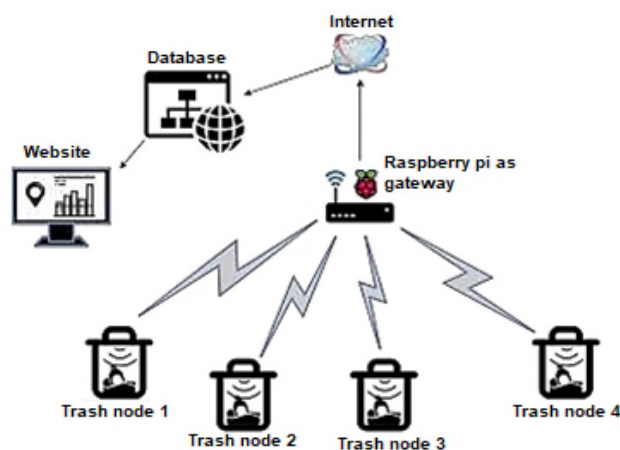 Internet
Database
Website
Raspberry pi as
gateway
Trash node 1
Trash node 2
Trash node 3
Trash node 4